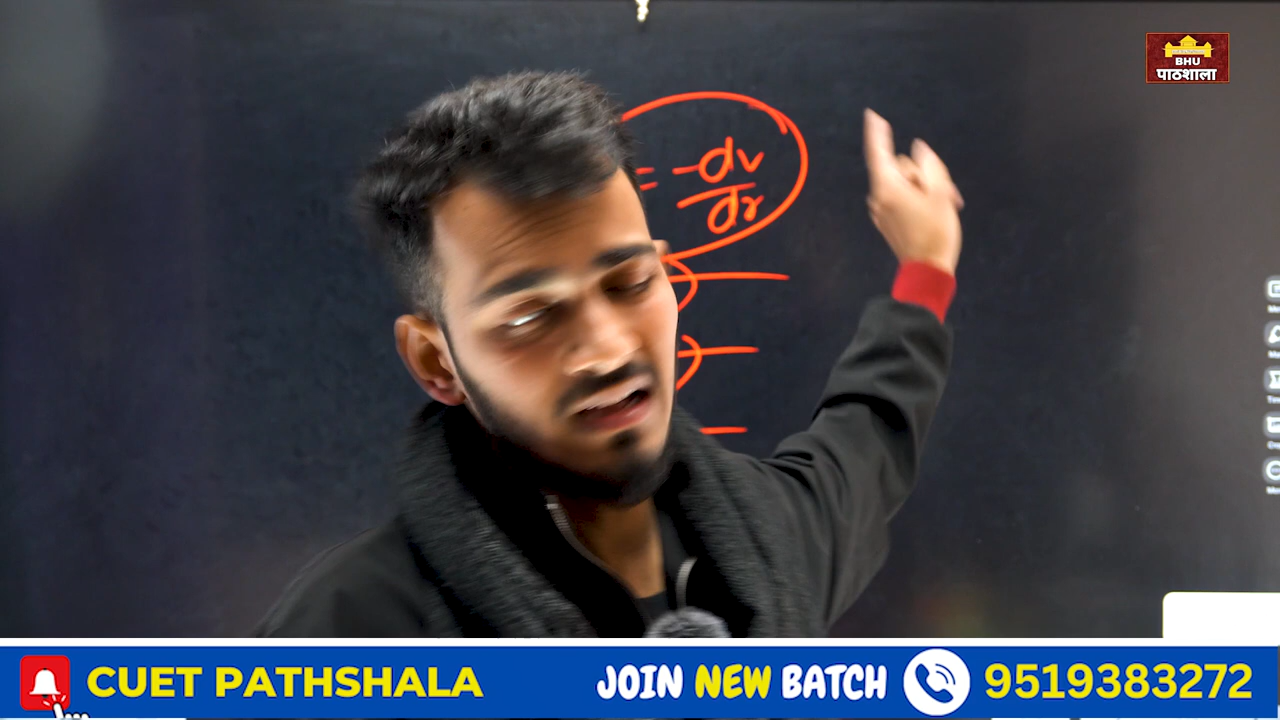 BHU
पाठशाला
= -dv
dr
CUET PATHSHALA
JOIN NEW BATCH
9519383272